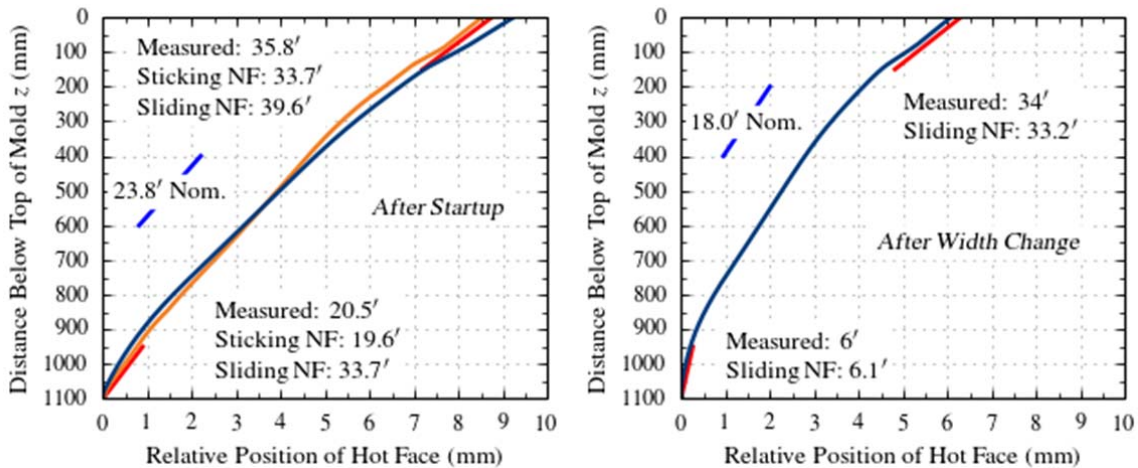 Distance Below Top of Mold z (mm)
0
100
200
300
400
500
600
700
800
900
1000
1100
Measured: 35.8′
Sticking NF: 33.7′
Sliding NF: 39.6′
23.8′ Nom.
After Startup
Measured: 20.5′
Sticking NF: 19.6′
Sliding NF: 33.7′
0 1 2 3 4 5 6 7 8 9 10
Relative Position of Hot Face (mm)
Distance Below Top of Mold z (mm)
0
100
200
300
400
500
600
700
800
900
1000
1100
Measured: 34′
Sliding NF: 33.2′
18.0′ Nom.
After Width Change
Measured: 6′
Sliding NF: 6.1′
0 1 2 3 4 5 6 7 8 9 10
Relative Position of Hot Face (mm)